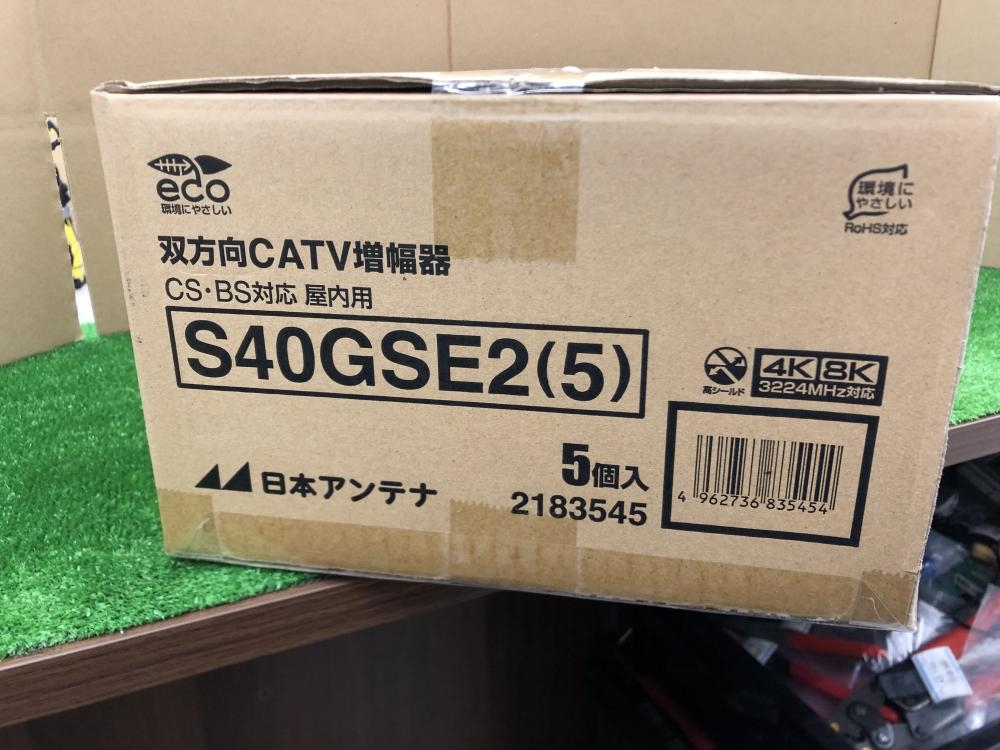 eco
環境にやさしい
環境に
やさしい
RoHS対応
双方向CATV増幅器
CS・BS対応 屋内用
S40GSE2(5)
高シールド
4K 8K
3224MHz対応
日本アンテナ
5個入
2183545
4 962736 835454